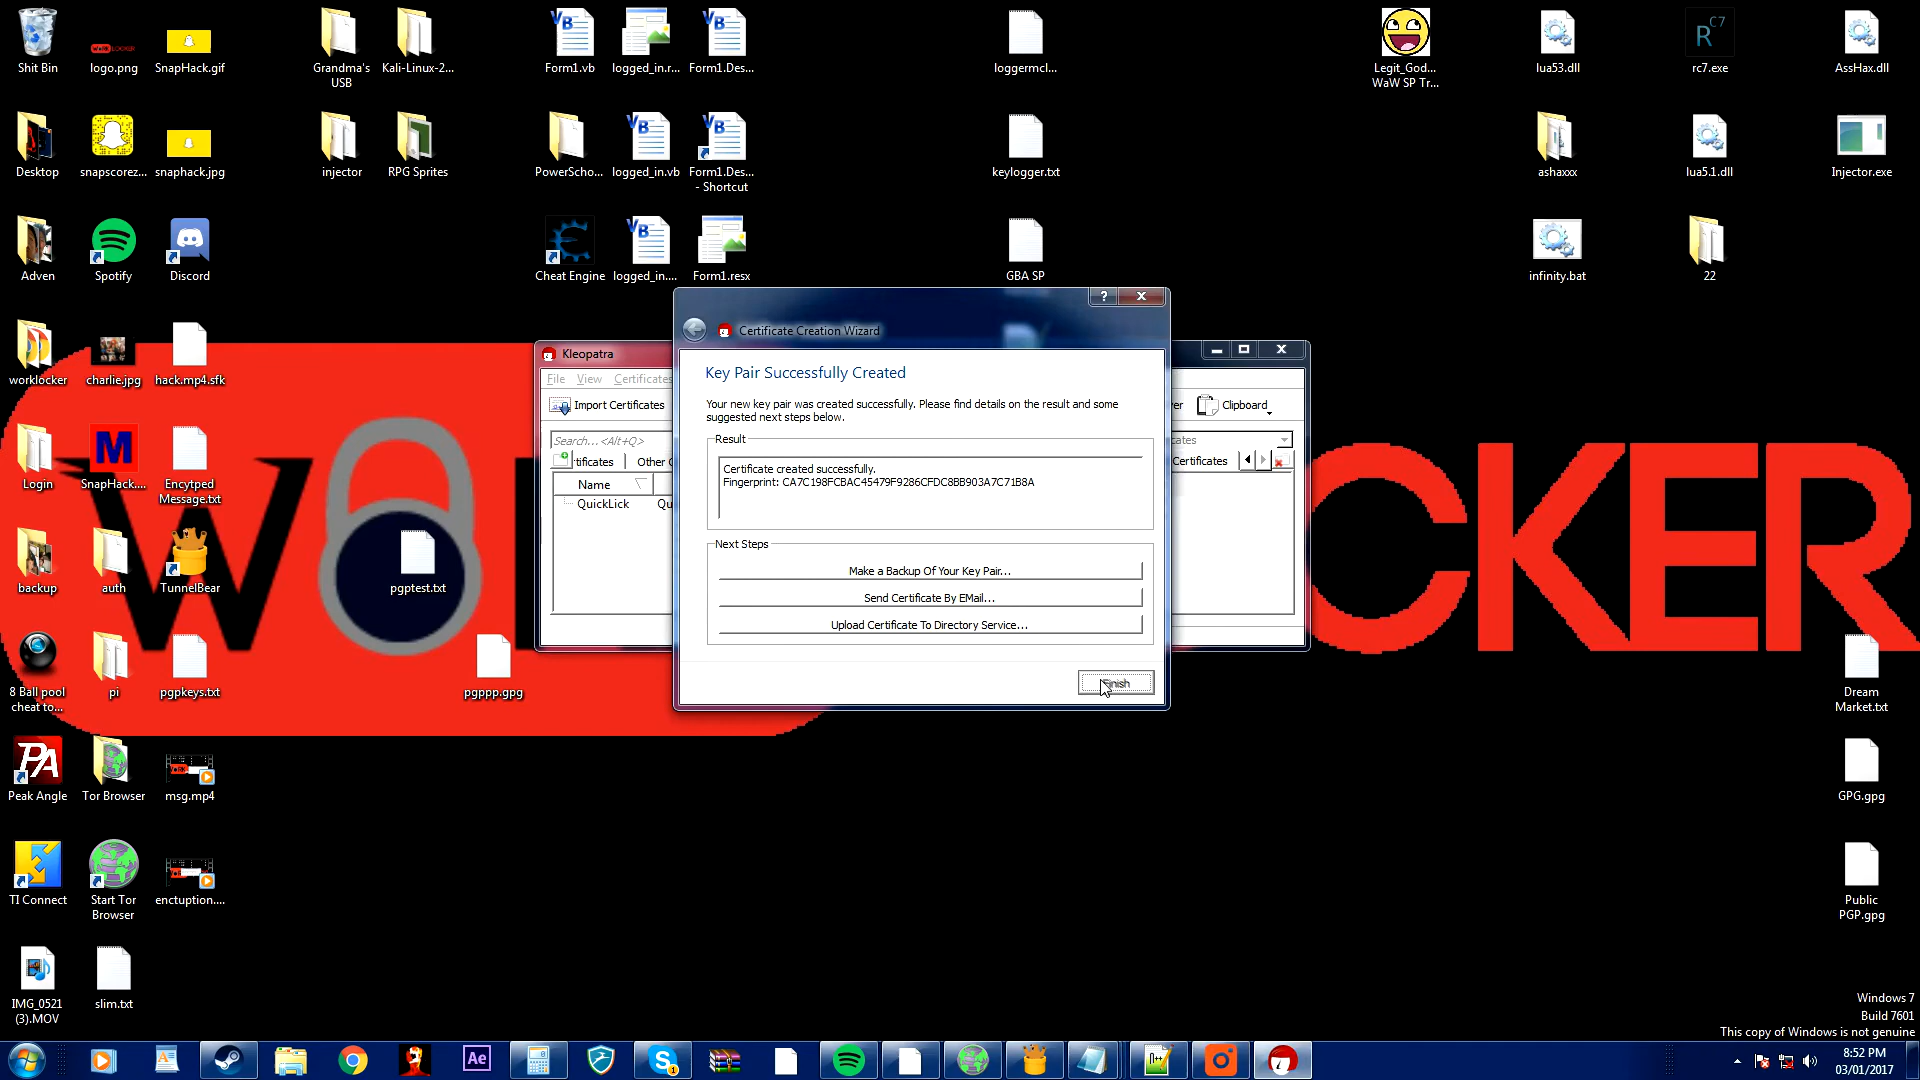 Shit Bin
logo.png
SnapHack.gif
Grandma's
USB
Kali-Linux-2...
Form1.vb
logged_in.r...
Form1.Des...
loggermcl...
Legit_God...
WaW SP Tr...
lua53.dll
rc7.exe
AssHax.dll
Desktop
snapscorez...
snaphack.jpg
injector
RPG Sprites
PowerScho...
logged_in.vb
Form1.Des...
- Shortcut
keylogger.txt
ashaxxx
lua5.1.dll
Injector.exe
Adven
Spotify
Discord
Cheat Engine
logged_in....
Form1.resx
GBA SP
infinity.bat
22
worklocker
charlie.jpg
hack.mp4.sfk
Login
SnapHack....
Encytped
Message.txt
backup
auth
TunnelBear
pgptest.txt
8 Ball pool
cheat to...
pi
pgpkeys.txt
pgppp.gpg
Dream
Market.txt
Peak Angle
Tor Browser
msg.mp4
GPG.gpg
TI Connect
Start Tor
Browser
enctuption....
Public
PGP.gpg
IMG_0521
(3).MOV
slim.txt
Kleopatra
File View Certificates
Import Certificates
Clipboard
Search...<Alt+Q>
Other
Certificates
Name
QuickLick
Certificate Creation Wizard
Key Pair Successfully Created
Your new key pair was created successfully. Please find details on the result and some
suggested next steps below.
Result
Certificate created successfully.
Fingerprint: CA7C198FCBAC45479F9286CFDC8BB903A7C71B8A
Next Steps
Make a Backup Of Your Key Pair...
Send Certificate By EMail...
Upload Certificate To Directory Service...
Finish
Windows 7
Build 7601
This copy of Windows is not genuine
8:52 PM
03/01/2017